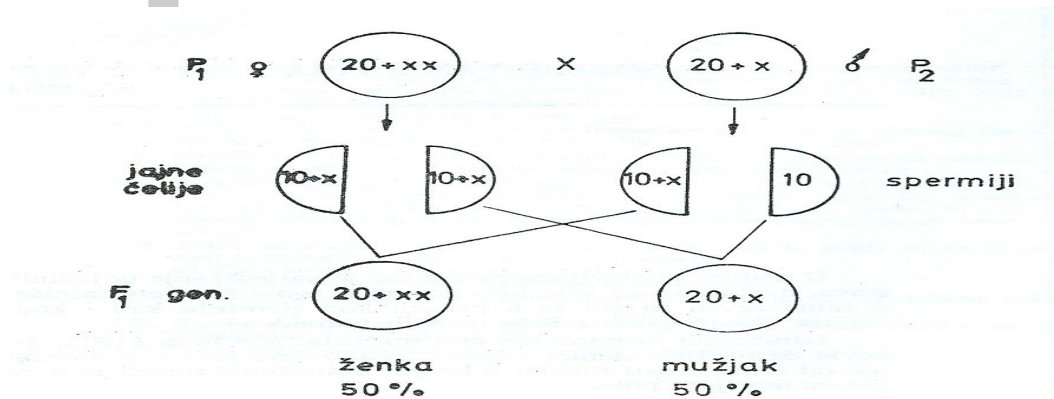 P1 ♀ 20+xx X 20+x ♂ P2
jajne
ćelije
10+x 10+x 10+x 10 spermiji
F1 gen. 20+xx 20+x
ženka mužjak
50 % 50 %